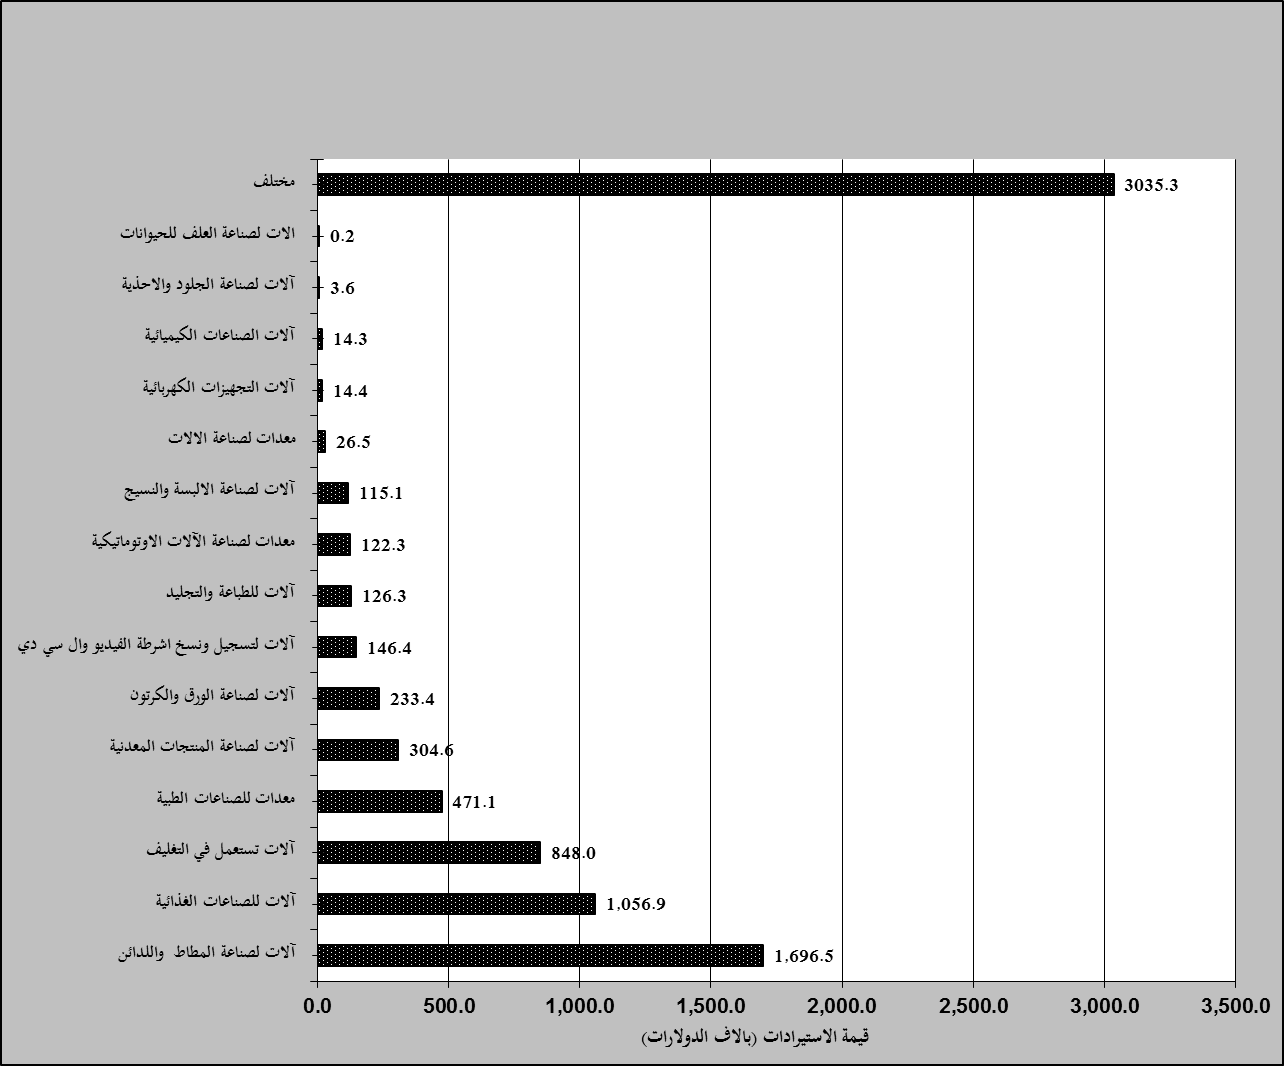 مختلف 3035.3
الات لصناعة العلف للحيوانات 0.2
آلات لصناعة الجلود والاحذية 3.6
آلات الصناعات الكيميائية 14.3
آلات التجهيزات الكهربائية 14.4
معدات لصناعة الالات 26.5
آلات لصناعة الالبسة والنسيج 115.1
معدات لصناعة الآلات الاوتوماتيكية 122.3
آلات للطباعة والتجليد 126.3
آلات لتسجيل ونسخ اشرطة الفيديو وال سي دي 146.4
آلات لصناعة الورق والكرتون 233.4
آلات لصناعة المنتجات المعدنية 304.6
معدات للصناعات الطبية 471.1
آلات تستعمل في التغليف 848.0
آلات للصناعات الغذائية 1,056.9
آلات لصناعة المطاط واللدائن 1,696.5
0.0 500.0 1,000.0 1,500.0 2,000.0 2,500.0 3,000.0 3,500.0
قيمة الاستيرادات (بالاف الدولارات)